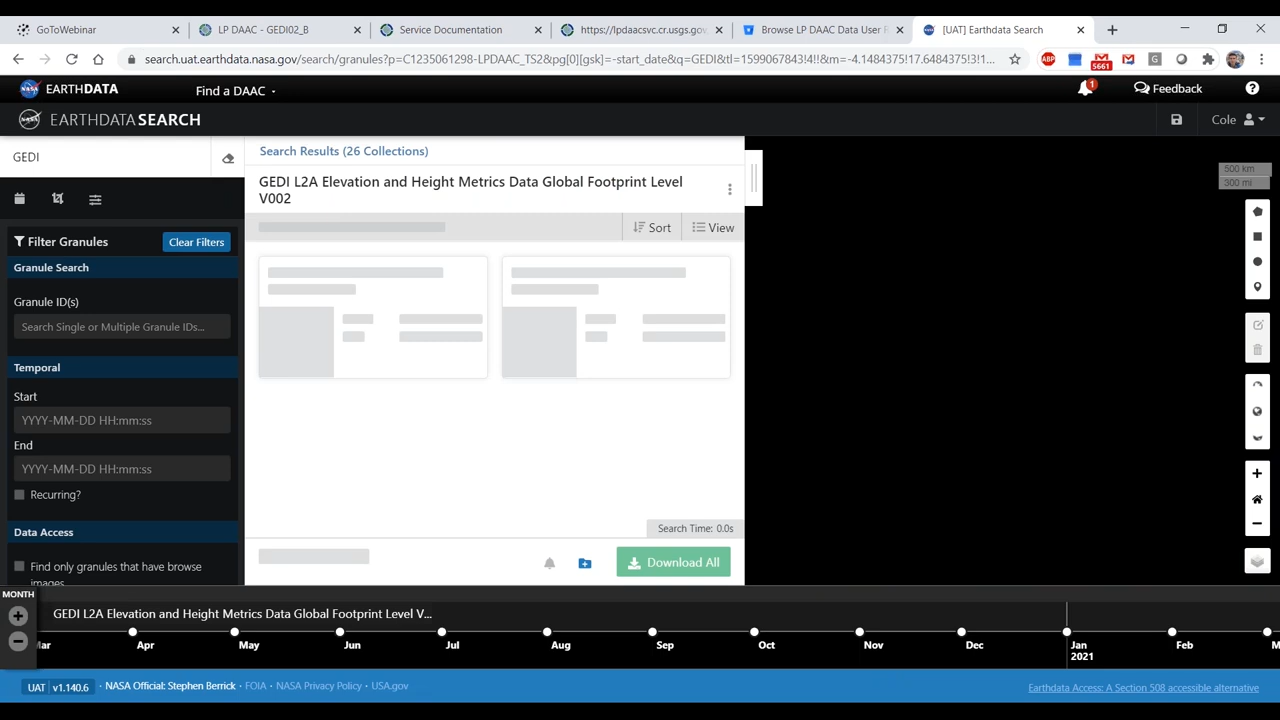 GoToWebinar
LP DAAC - GEDI02_B
Service Documentation
https://lpdaacsvc.cr.usgs.gov
Browse LP DAAC Data User R
[UAT] Earthdata Search
search.uat.earthdata.nasa.gov/search/granules?p=C1235061298-LPDAAC_TS2&pg[0][gsk]=-start_date&q=GEDI&tl=1599067843!4!!&m=-4.1484375!17.6484375!1...
ABP
5661
G
EARTHDATA
Find a DAAC
1
Feedback
?
EARTHDATA SEARCH
Cole
GEDI
Search Results (26 Collections)
GEDI L2A Elevation and Height Metrics Data Global Footprint Level
V002
Sort
View
500 km
300 mi
Filter Granules
Clear Filters
Granule Search
Granule ID(s)
Search Single or Multiple Granule IDs...
Temporal
Start
YYYY-MM-DD HH:mm:ss
End
YYYY-MM-DD HH:mm:ss
Recurring?
Data Access
Find only granules that have browse
images
Search Time: 0.0s
Download All
MONTH
GEDI L2A Elevation and Height Metrics Data Global Footprint Level V...
Apr
May
Jun
Jul
Aug
Sep
Oct
Nov
Dec
Jan
2021
Feb
UAT v1.140.6
NASA Official: Stephen Berrick
FOIA
NASA Privacy Policy
USA.gov
Earthdata Access: A Section 508 accessible alternative